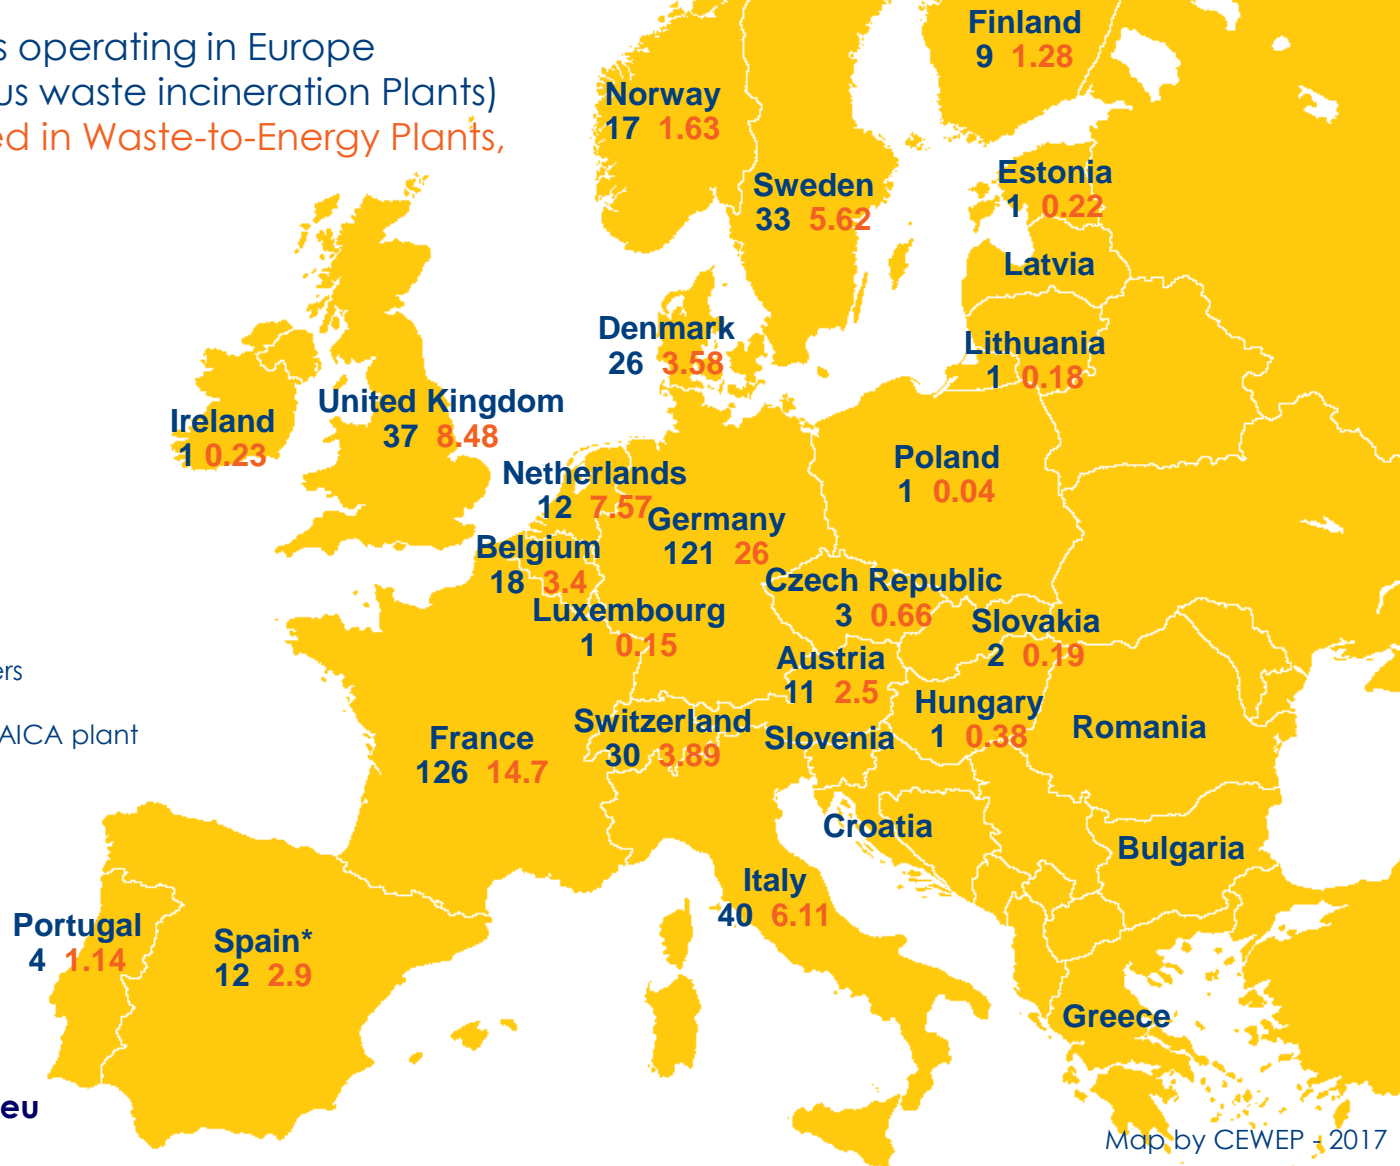 operating in Europe
waste incineration Plants)
in Waste-to-Energy Plants,
Finland
9 1.28
Norway
17 1.63
Sweden
33 5.62
Estonia
1 0.22
Latvia
Denmark
26 3.58
Lithuania
1 0.18
Ireland
1 0.23
United Kingdom
37 8.48
Netherlands
12 7.57
Poland
1 0.04
Germany
121 26
Belgium
18 3.4
Czech Republic
3 0.66
Luxembourg
1 0.15
Slovakia
2 0.19
Austria
11 2.5
AICA plant
Hungary
1 0.38
France
126 14.7
Switzerland
30 3.89
Slovenia
Romania
Croatia
Bulgaria
Italy
40 6.11
Portugal
4 1.14
Spain*
12 2.9
Greece
eu
Map by CEWEP - 2017